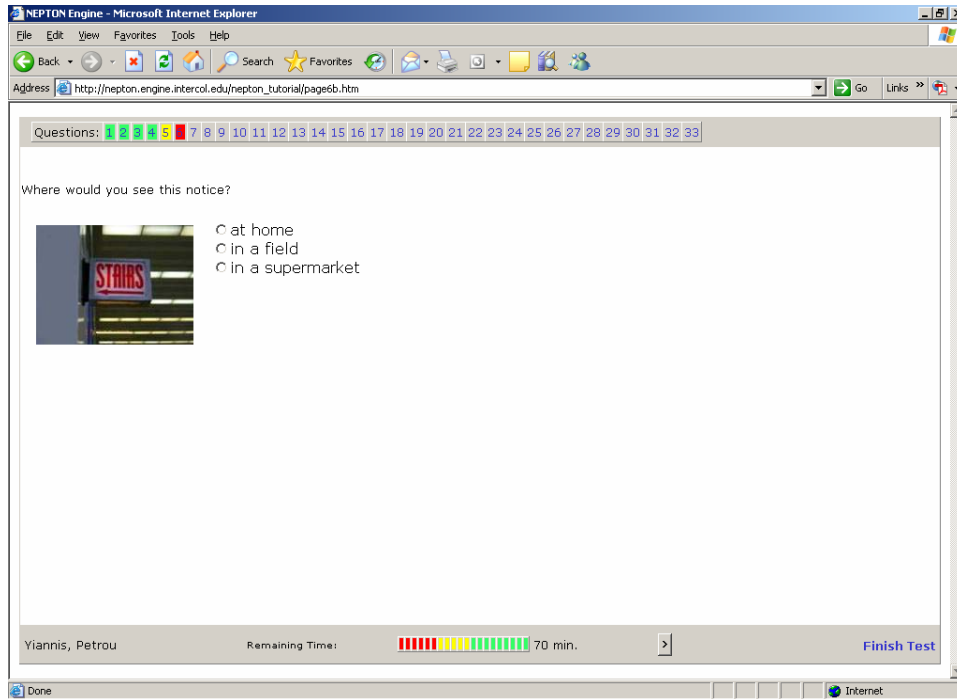 NEPTON Engine - Microsoft Internet Explorer
File Edit View Favorites Tools Help
Back Search Favorites
Address http://nepton.engine.intercol.edu/nepton_tutorial/page6b.htm Go Links »
Questions: 1 2 3 4 5 7 8 9 10 11 12 13 14 15 16 17 18 19 20 21 22 23 24 25 26 27 28 29 30 31 32 33
Where would you see this notice?
at home
in a field
in a supermarket
STAIRS
Yiannis, Petrou Remaining Time: 70 min. > Finish Test
Done Internet